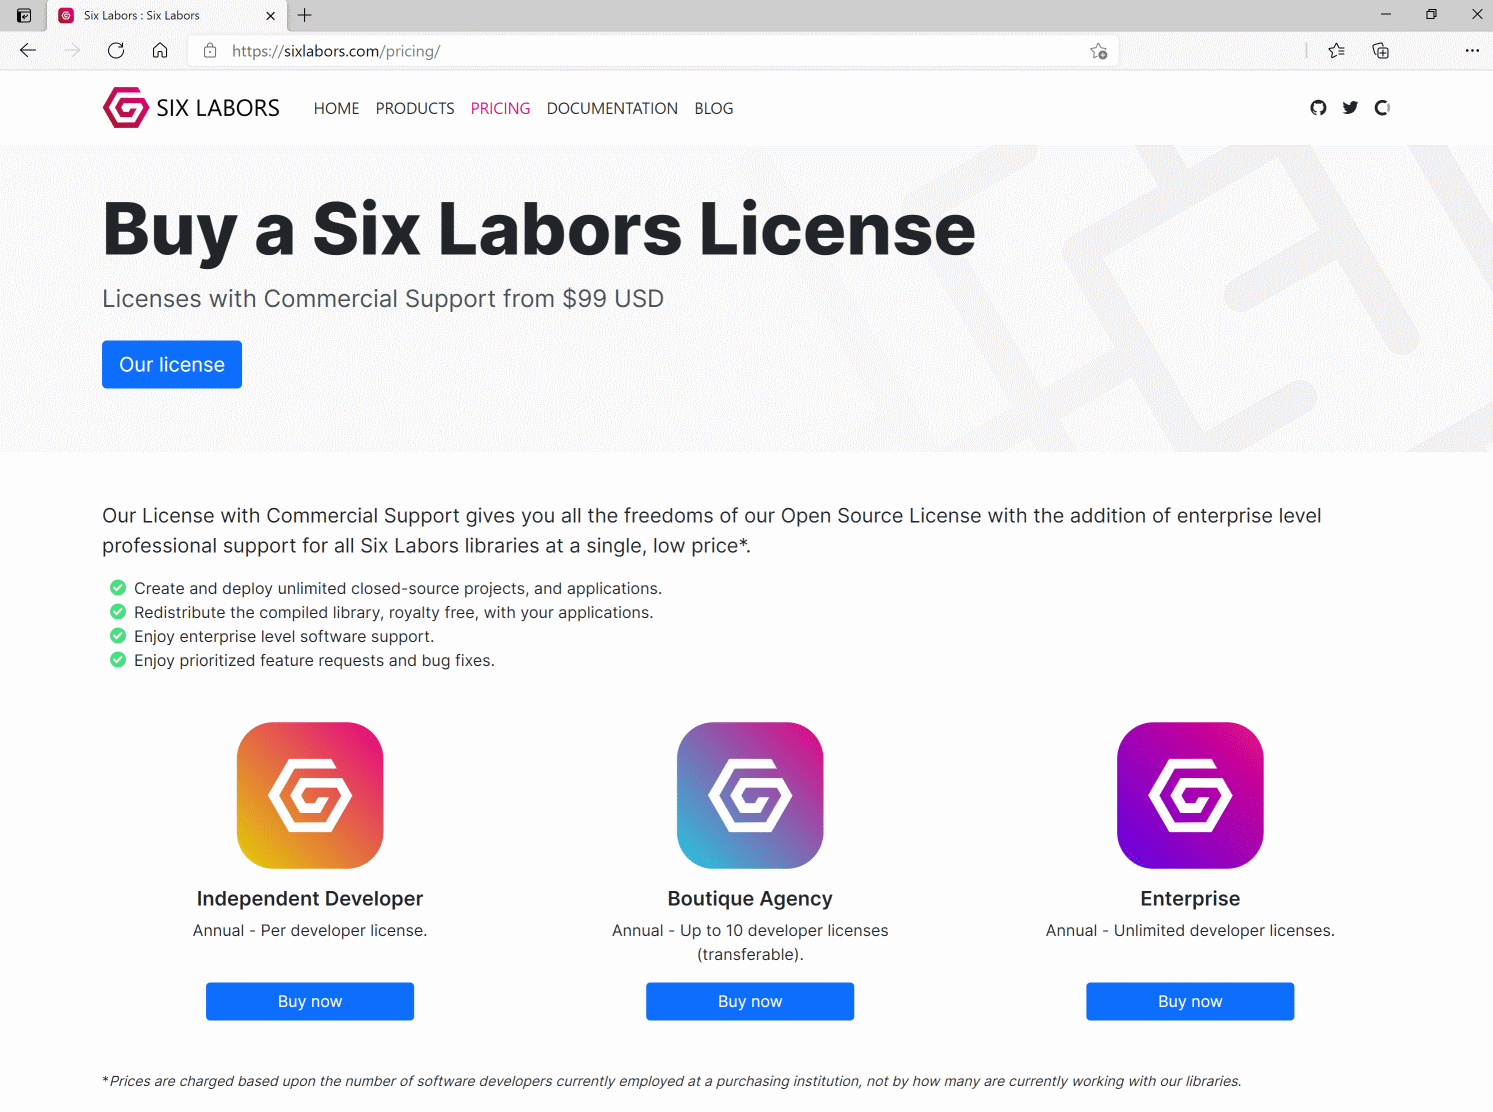 Six Labors : Six Labors
https://sixlabors.com/pricing/
SIX LABORS
HOME PRODUCTS PRICING DOCUMENTATION BLOG
Buy a Six Labors License
Licenses with Commercial Support from $99 USD
Our license
Our License with Commercial Support gives you all the freedoms of our Open Source License with the addition of enterprise level
professional support for all Six Labors libraries at a single, low price*.
Create and deploy unlimited closed-source projects, and applications.
Redistribute the compiled library, royalty free, with your applications.
Enjoy enterprise level software support.
Enjoy prioritized feature requests and bug fixes.
Independent Developer
Annual - Per developer license.
Buy now
Boutique Agency
Annual - Up to 10 developer licenses
(transferable).
Buy now
Enterprise
Annual - Unlimited developer licenses.
Buy now
*Prices are charged based upon the number of software developers currently employed at a purchasing institution, not by how many are currently working with our libraries.